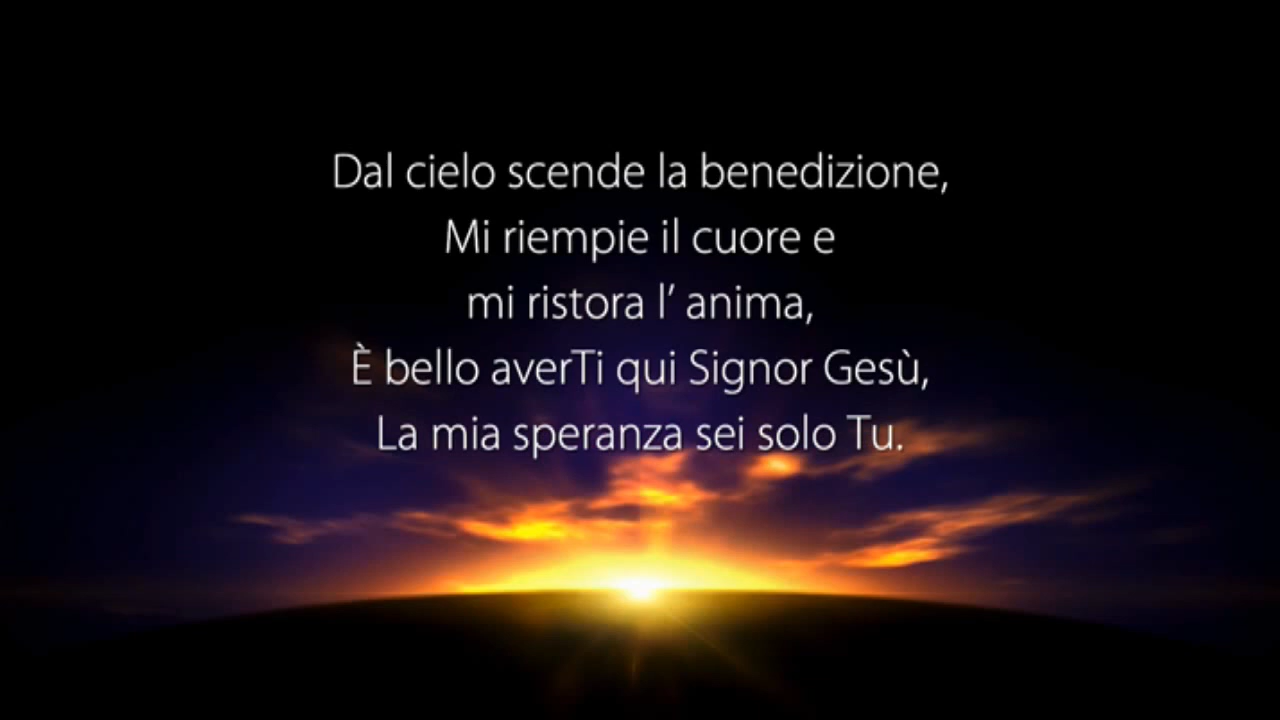 Dal cielo scende la benedizione,
Mi riempie il cuore e
mi ristora l’ anima,
È bello averTi qui Signor Gesù,
La mia speranza sei solo Tu.